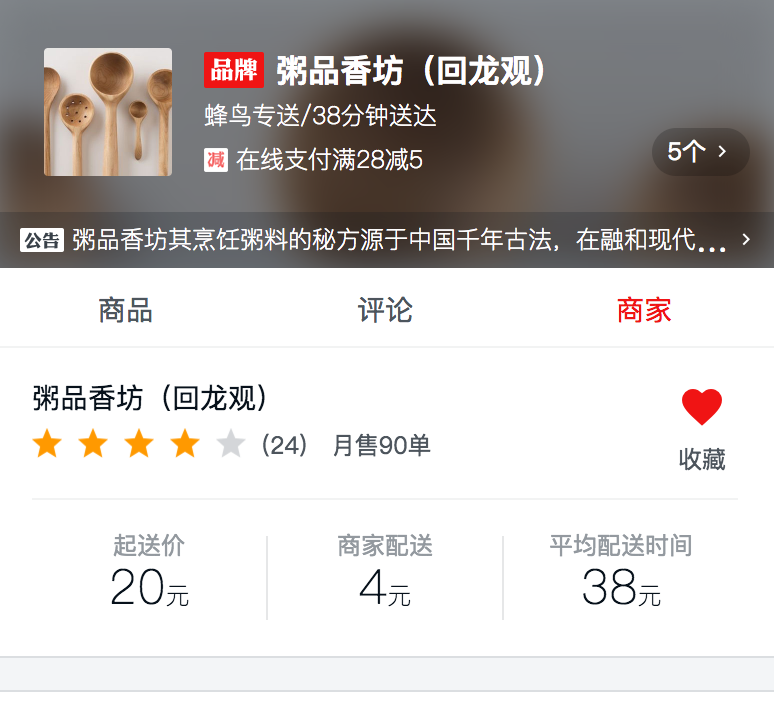 品牌 粥品香坊（回龙观）
蜂鸟专送/38分钟送达
减 在线支付满28减5
5个
公告 粥品香坊其烹饪粥料的秘方源于中国千年古法，在融和现代...
商品 评论 商家
粥品香坊（回龙观）
(24) 月售90单
收藏
起送价 商家配送 平均配送时间
20元 4元 38元